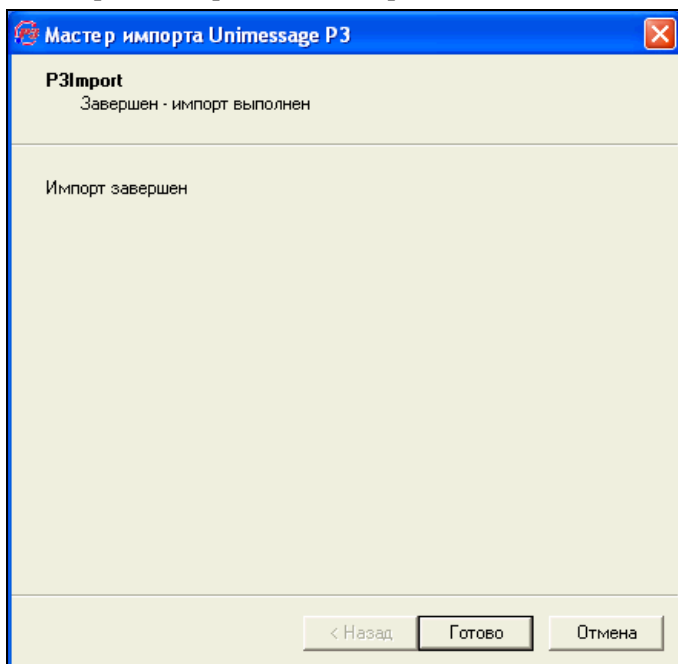 Мастер импорта Unimessage P3
P3Import
Завершен - импорт выполнен
Импорт завершен
< Назад Готово Отмена